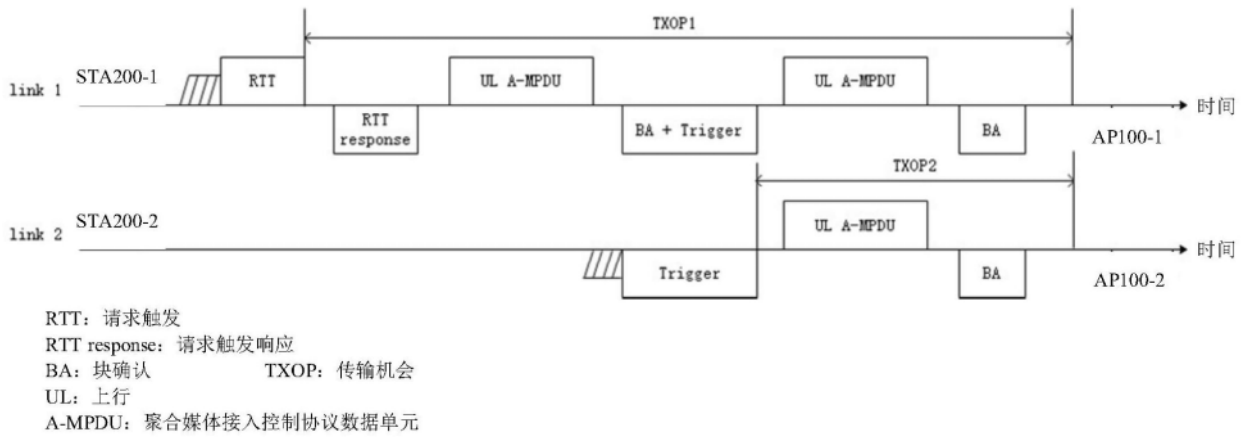 TXOP1
STA200-1
link 1
RTT
UL A-MPDU
UL A-MPDU
时间
RTT
response
BA + Trigger
BA
AP100-1
TXOP2
STA200-2
link 2
UL A-MPDU
时间
Trigger
BA
AP100-2
RTT：请求触发
RTT response：请求触发响应
BA：块确认 TXOP：传输机会
UL：上行
A-MPDU：聚合媒体接入控制协议数据单元